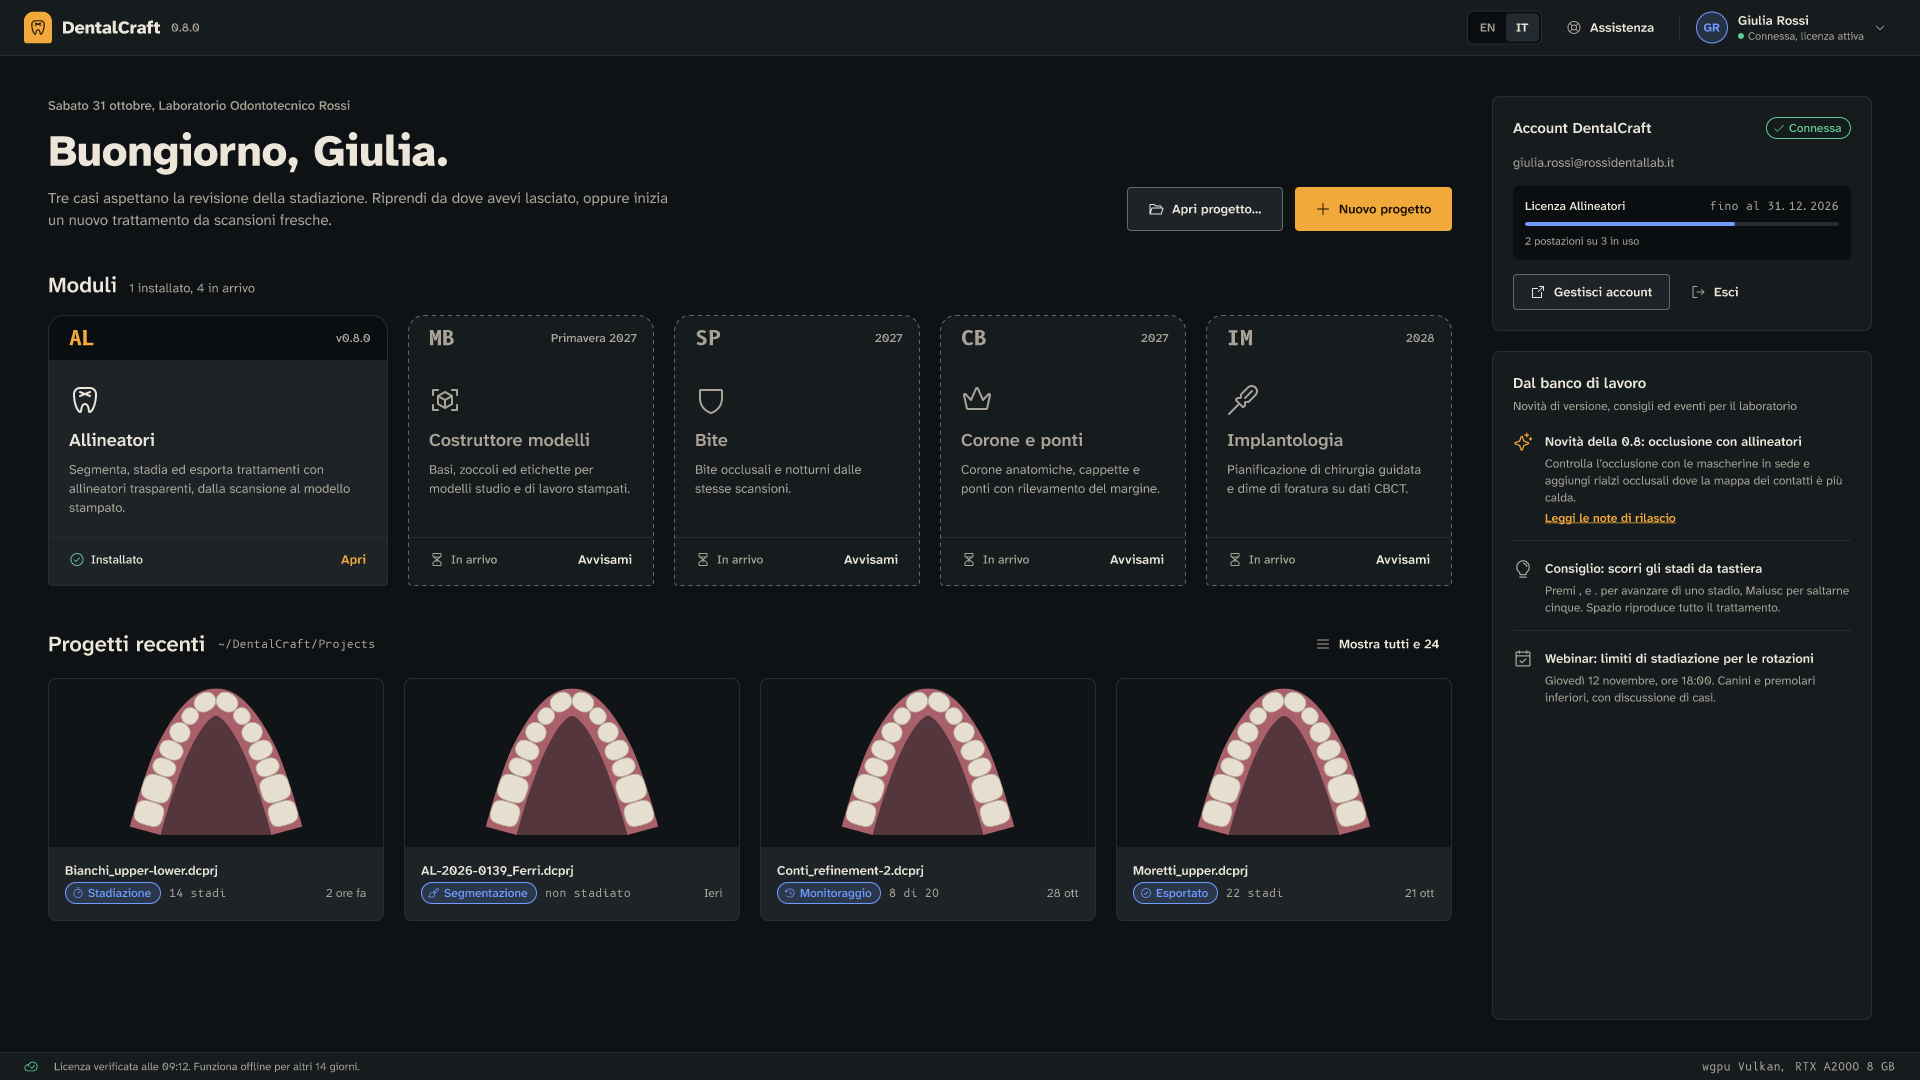 DentalCraft 0.8.0
EN IT
Assistenza
GR
Giulia Rossi
Connessa, licenza attiva
Sabato 31 ottobre, Laboratorio Odontotecnico Rossi
Buongiorno, Giulia.
Tre casi aspettano la revisione della stadiazione. Riprendi da dove avevi lasciato, oppure inizia
un nuovo trattamento da scansioni fresche.
Apri progetto...
Nuovo progetto
Moduli 1 installato, 4 in arrivo
AL v0.8.0
Allineatori
Segmenta, stadia ed esporta trattamenti con
allineatori trasparenti, dalla scansione al modello
stampato.
Installato Apri
MB Primavera 2027
Costruttore modelli
Basi, zoccoli ed etichette per
modelli studio e di lavoro stampati.
In arrivo Avvisami
SP 2027
Bite
Bite occlusali e notturni dalle
stesse scansioni.
In arrivo Avvisami
CB 2027
Corone e ponti
Corone anatomiche, cappette e
ponti con rilevamento del margine.
In arrivo Avvisami
IM 2028
Implantologia
Pianificazione di chirurgia guidata
e dime di foratura su dati CBCT.
In arrivo Avvisami
Progetti recenti ~/DentalCraft/Projects
Mostra tutti e 24
Bianchi_upper-lower.dcprj
Stadiazione 14 stadi 2 ore fa
AL-2026-0139_Ferri.dcprj
Segmentazione non stadiato Ieri
Conti_refinement-2.dcprj
Monitoraggio 8 di 20 28 ott
Moretti_upper.dcprj
Esportato 22 stadi 21 ott
Account DentalCraft
Connessa
giulia.rossi@rossidentallab.it
Licenza Allineatori fino al 31.12.2026
2 postazioni su 3 in uso
Gestisci account
Esci
Dal banco di lavoro
Novità di versione, consigli ed eventi per il laboratorio
Novità della 0.8: occlusione con allineatori
Controlla l'occlusione con le mascherine in sede e
aggiungi rialzi occlusali dove la mappa dei contatti è più
calda.
Leggi le note di rilascio
Consiglio: scorri gli stadi da tastiera
Premi , e . per avanzare di uno stadio, Maiusc per saltarne
cinque. Spazio riproduce tutto il trattamento.
Webinar: limiti di stadiazione per le rotazioni
Giovedì 12 novembre, ore 18:00. Canini e premolari
inferiori, con discussione di casi.
Licenza verificata alle 09:12. Funziona offline per altri 14 giorni.
wgpu Vulkan, RTX A2000 8 GB